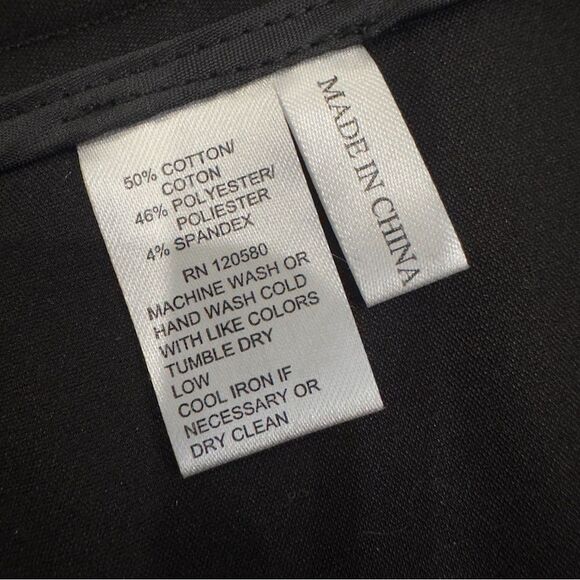 50% COTTON/
COTON
46% POLYESTER/
POLIESTER
4% SPANDEX
RN 120580
MACHINE WASH OR
HAND WASH COLD
WITH LIKE COLORS
TUMBLE DRY
LOW
COOL IRON IF
NECESSARY OR
DRY CLEAN
MADE IN CHINA